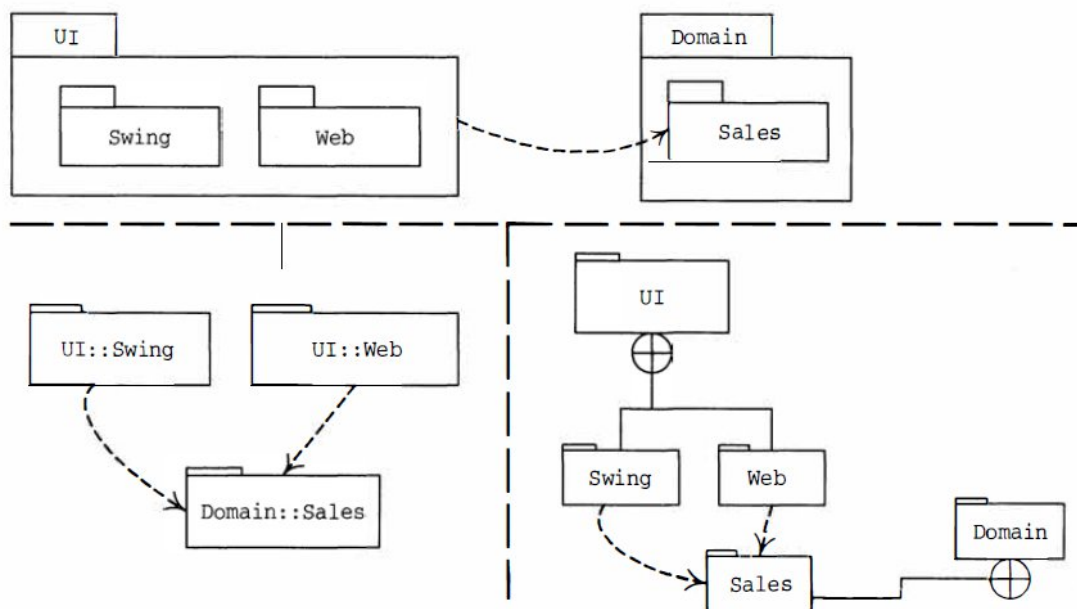 UI
Domain
Swing
Web
Sales
UI::Swing
UI::Web
Domain::Sales
UI
Swing
Web
Domain
Sales